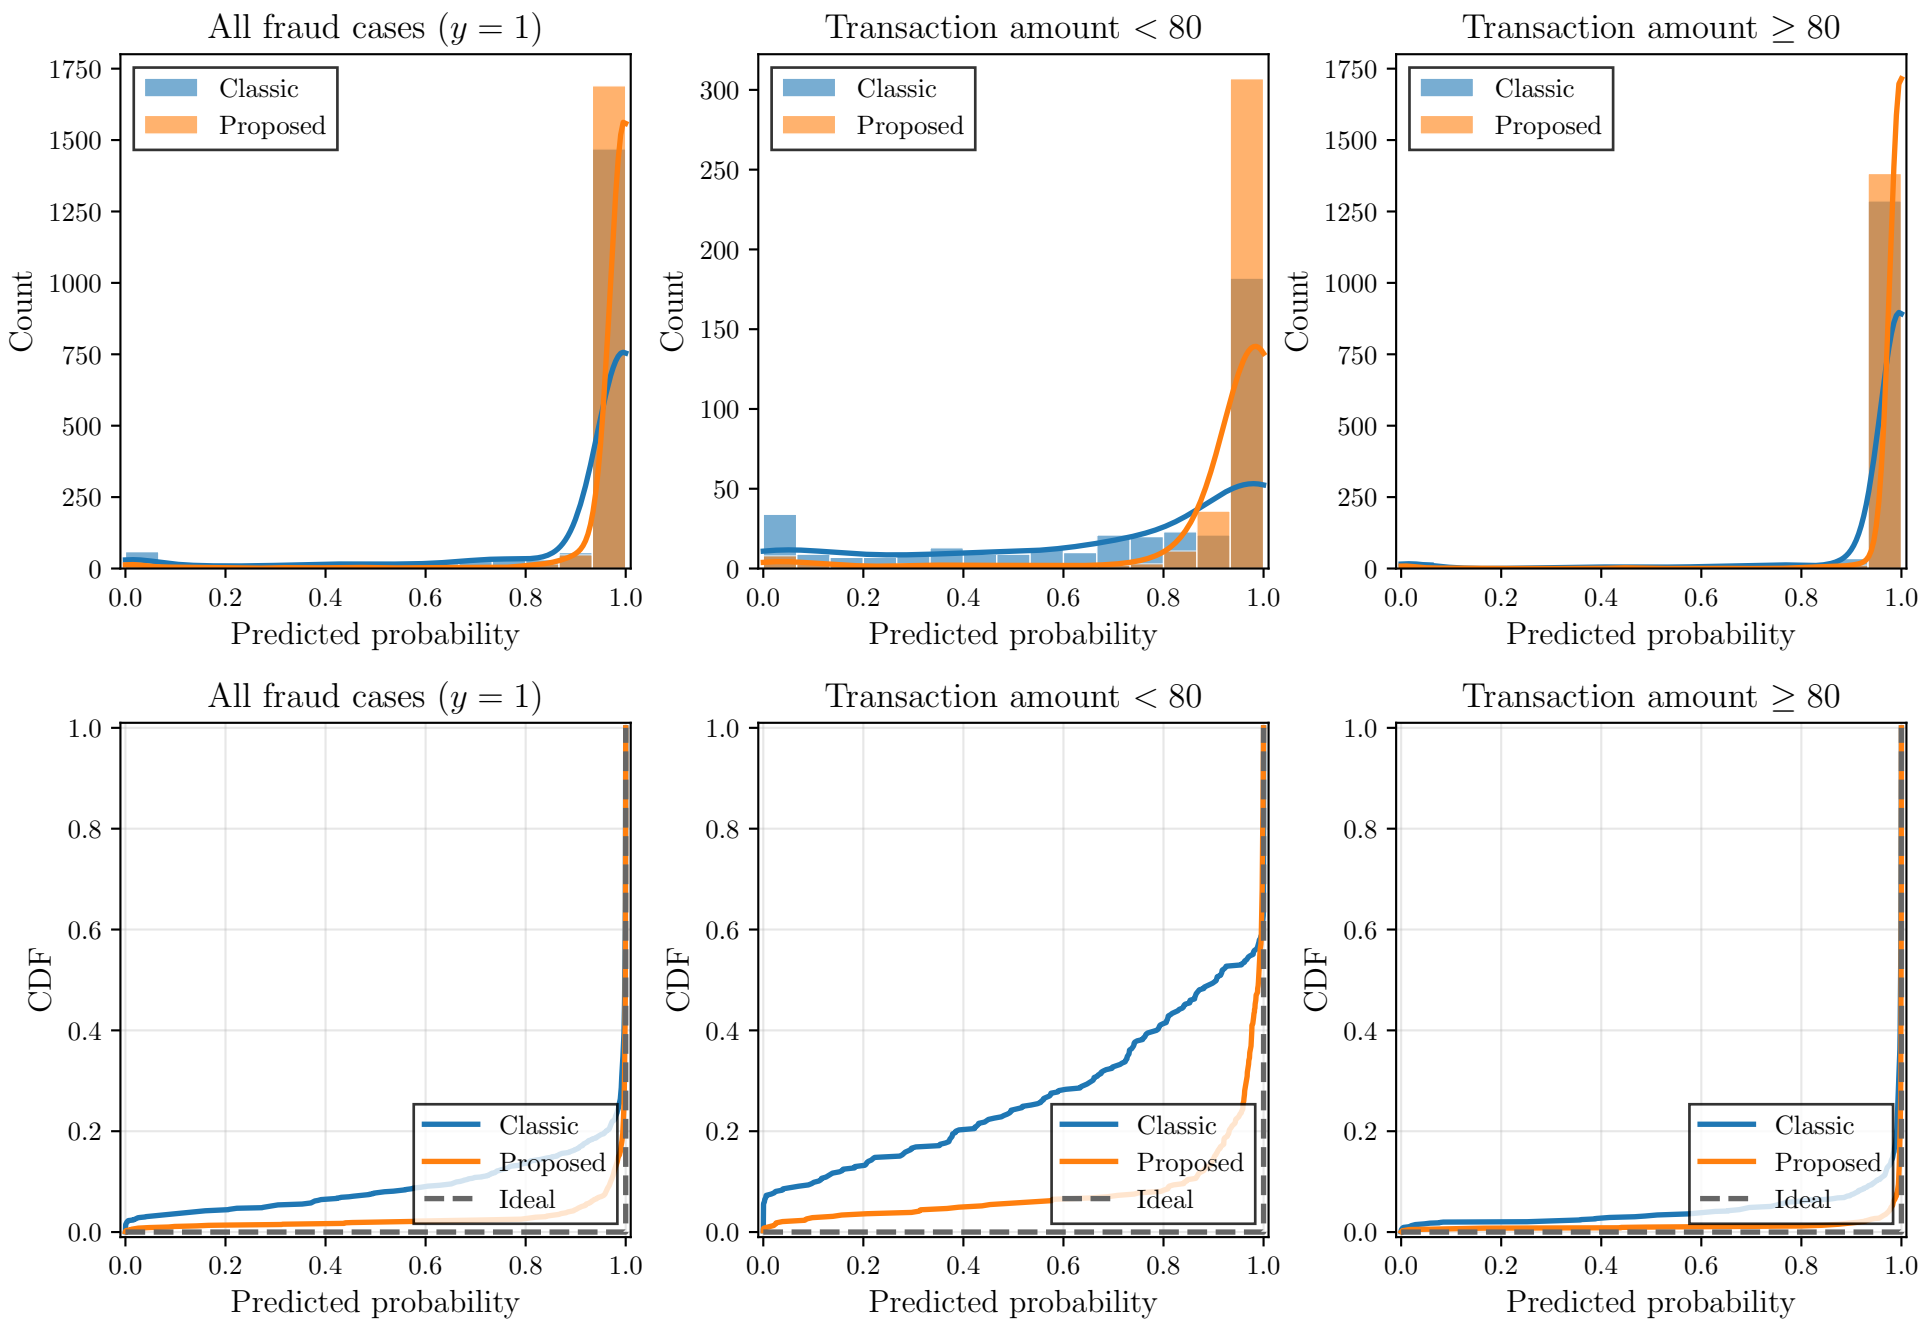 All fraud cases (y = 1)
Count
1750
1500
1250
1000
750
500
250
0
Classic
Proposed
0.0 0.2 0.4 0.6 0.8 1.0
Predicted probability
Transaction amount < 80
Count
300
250
200
150
100
50
0
Classic
Proposed
0.0 0.2 0.4 0.6 0.8 1.0
Predicted probability
Transaction amount ≥ 80
Count
1750
1500
1250
1000
750
500
250
0
Classic
Proposed
0.0 0.2 0.4 0.6 0.8 1.0
Predicted probability
All fraud cases (y = 1)
CDF
1.0
0.8
0.6
0.4
0.2
0.0
Classic
Proposed
Ideal
0.0 0.2 0.4 0.6 0.8 1.0
Predicted probability
Transaction amount < 80
CDF
1.0
0.8
0.6
0.4
0.2
0.0
Classic
Proposed
Ideal
0.0 0.2 0.4 0.6 0.8 1.0
Predicted probability
Transaction amount ≥ 80
CDF
1.0
0.8
0.6
0.4
0.2
0.0
Classic
Proposed
Ideal
0.0 0.2 0.4 0.6 0.8 1.0
Predicted probability